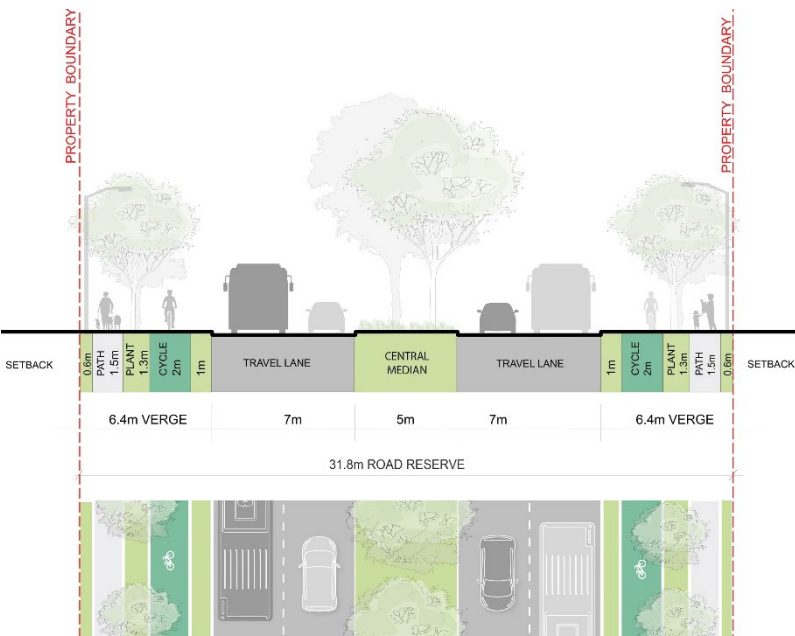 PROPERTY BOUNDARY
PROPERTY BOUNDARY
SETBACK
0.6m
PATH
1.5m
PLANT
1.3m
CYCLE
2m
1m
TRAVEL LANE
CENTRAL
MEDIAN
TRAVEL LANE
1m
CYCLE
2m
PLANT
1.3m
PATH
1.5m
0.6m
SETBACK
6.4m VERGE
7m
5m
7m
6.4m VERGE
31.8m ROAD RESERVE